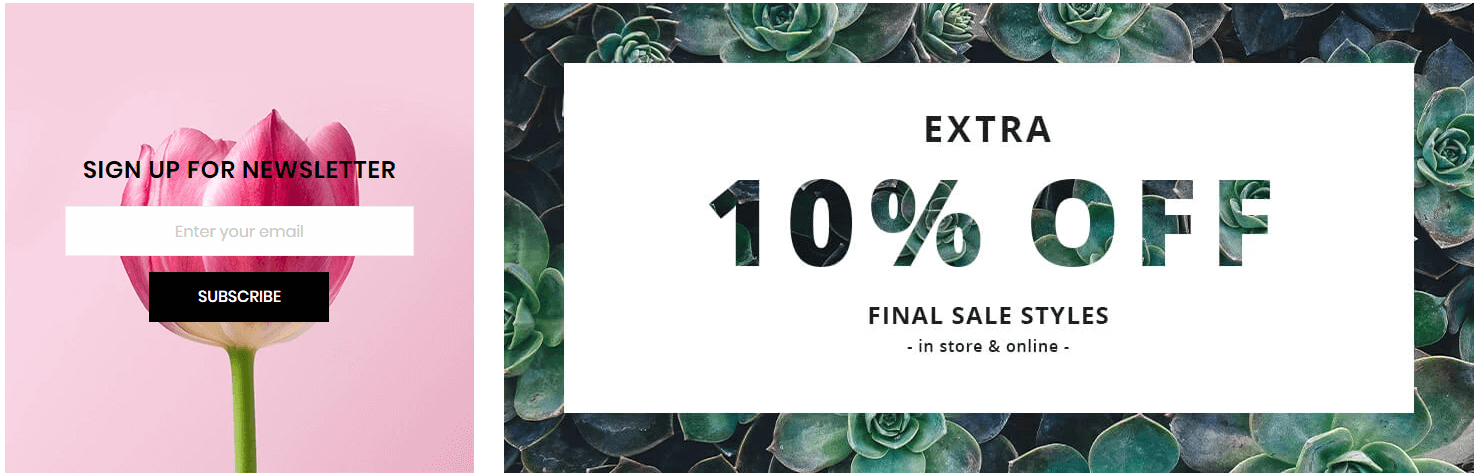 SIGN UP FOR NEWSLETTER
Enter your email
SUBSCRIBE
EXTRA
10% OFF
FINAL SALE STYLES
- in store & online -